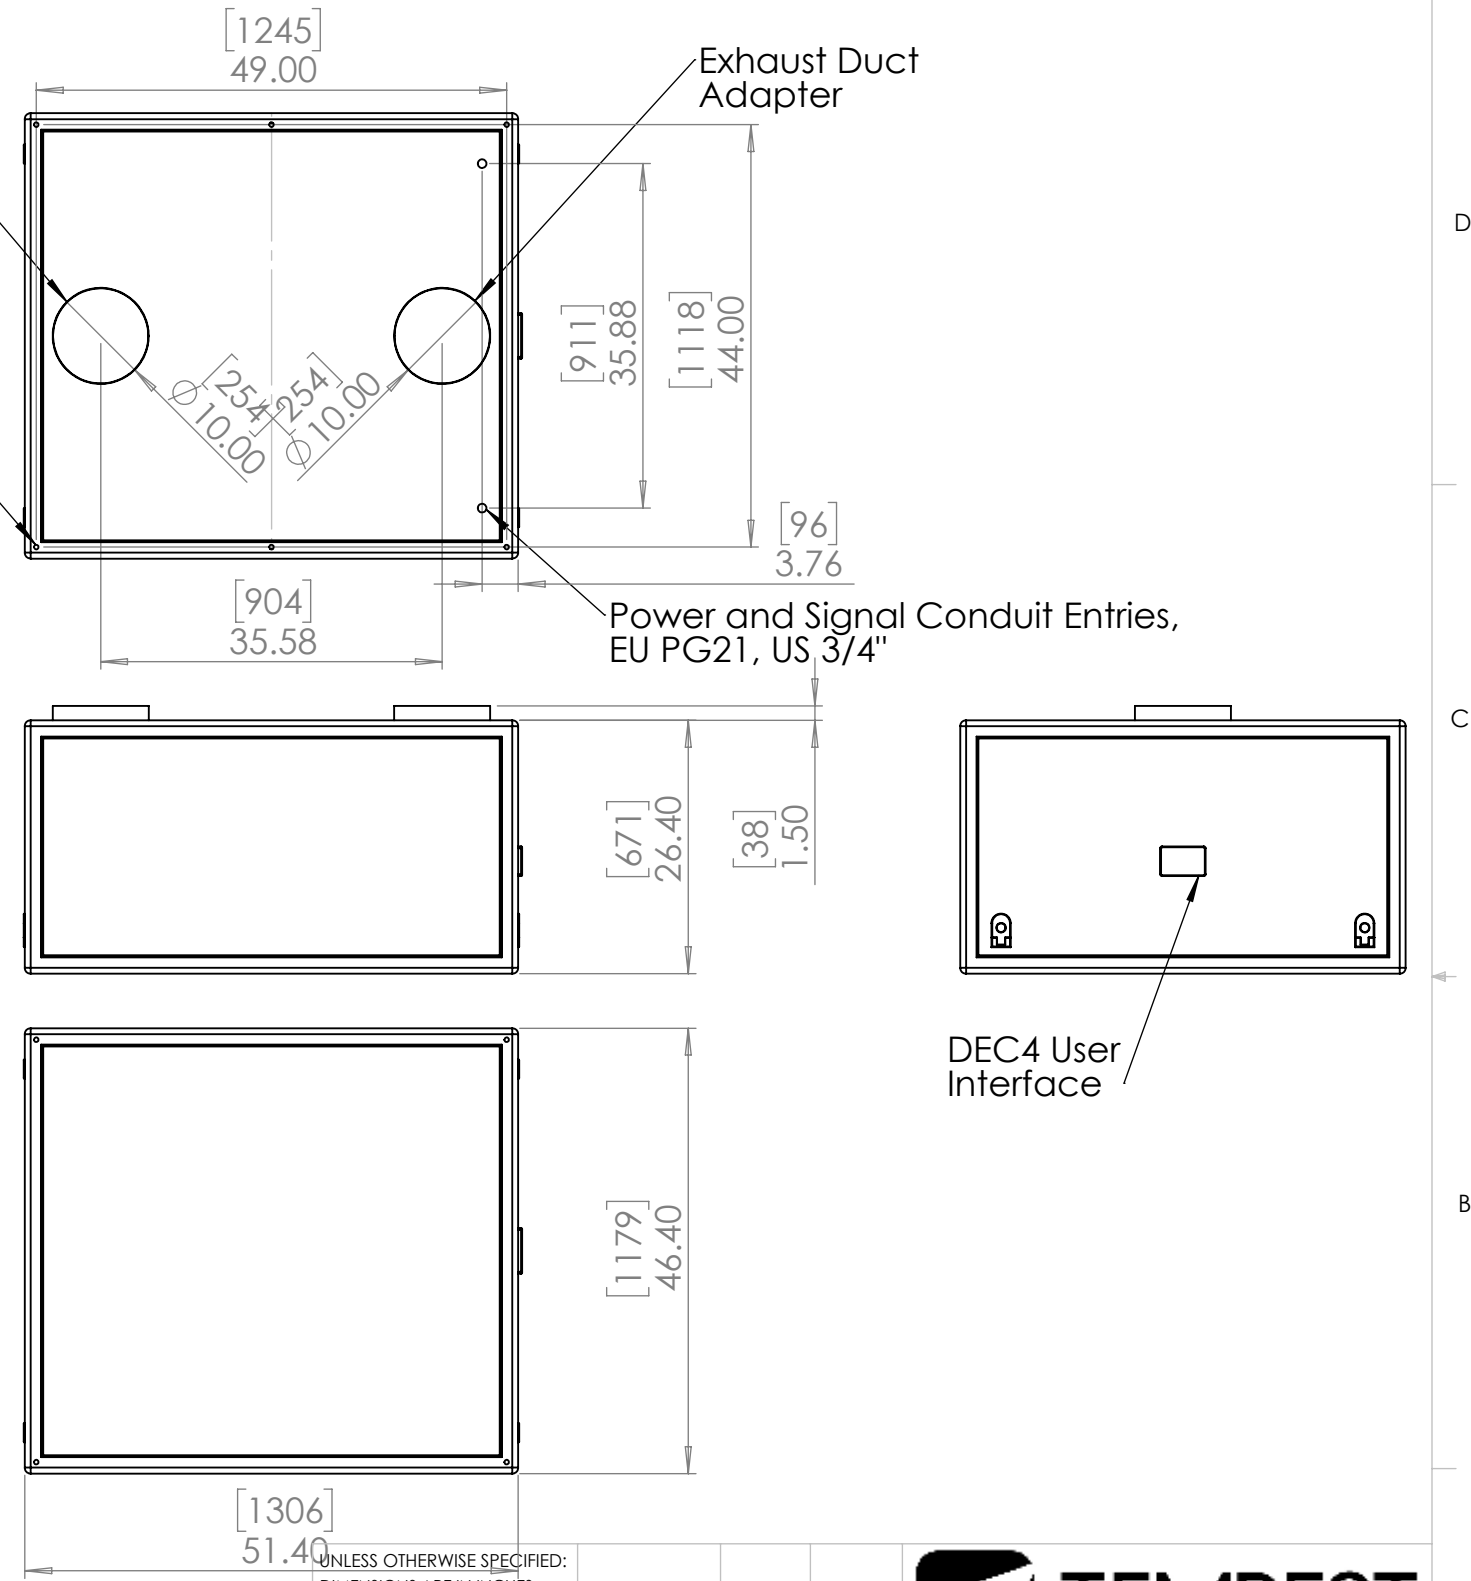 [1245]
49.00
Exhaust Duct
Adapter
D
[911]
35.88
[1118]
44.00
[254]
Ø 10.00
[254]
Ø 10.00
[96]
3.76
[904]
35.58
Power and Signal Conduit Entries,
EU PG21, US 3/4"
C
[671]
26.40
[38]
1.50
DEC4 User
Interface
B
[1179]
46.40
[1306]
51.40
UNLESS OTHERWISE SPECIFIED: